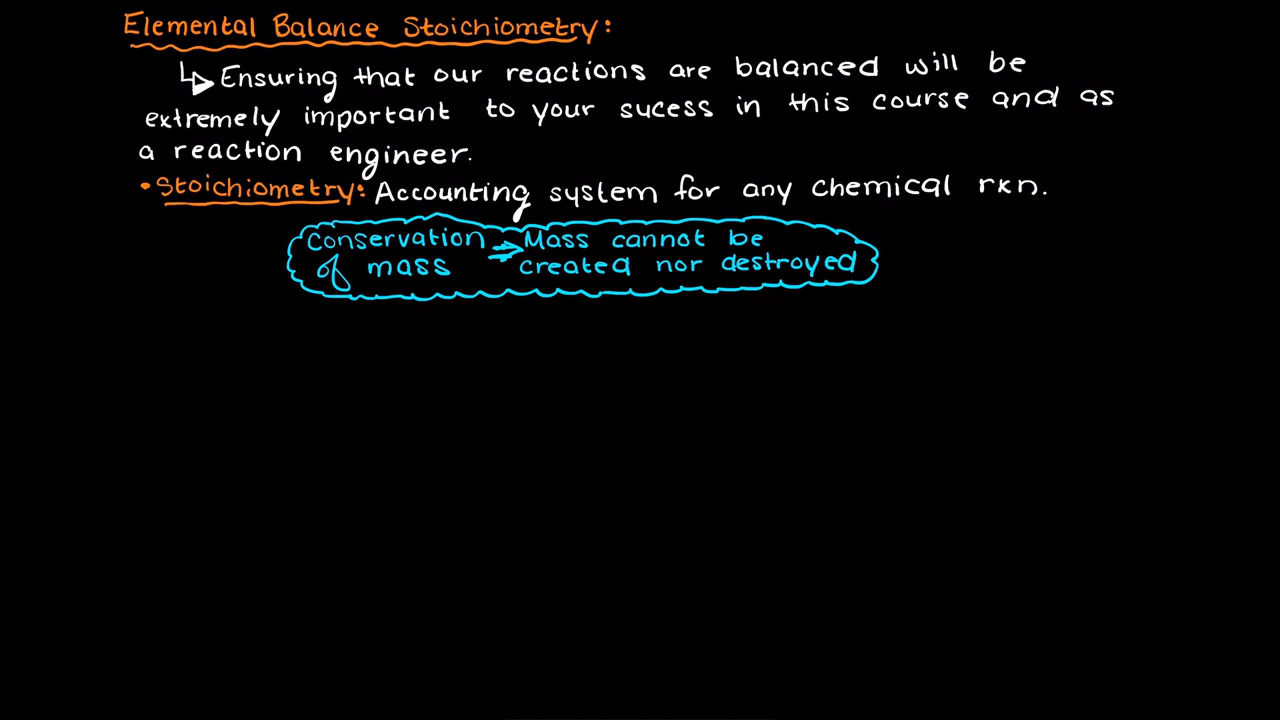 Elemental Balance Stoichiometry:
Ensuring that our reactions are balanced will be
extremely important to your sucess in this course and as
a reaction engineer.
• Stoichiometry: Accounting system for any chemical rxn.
Conservation ⇒ Mass cannot be
of mass created nor destroyed